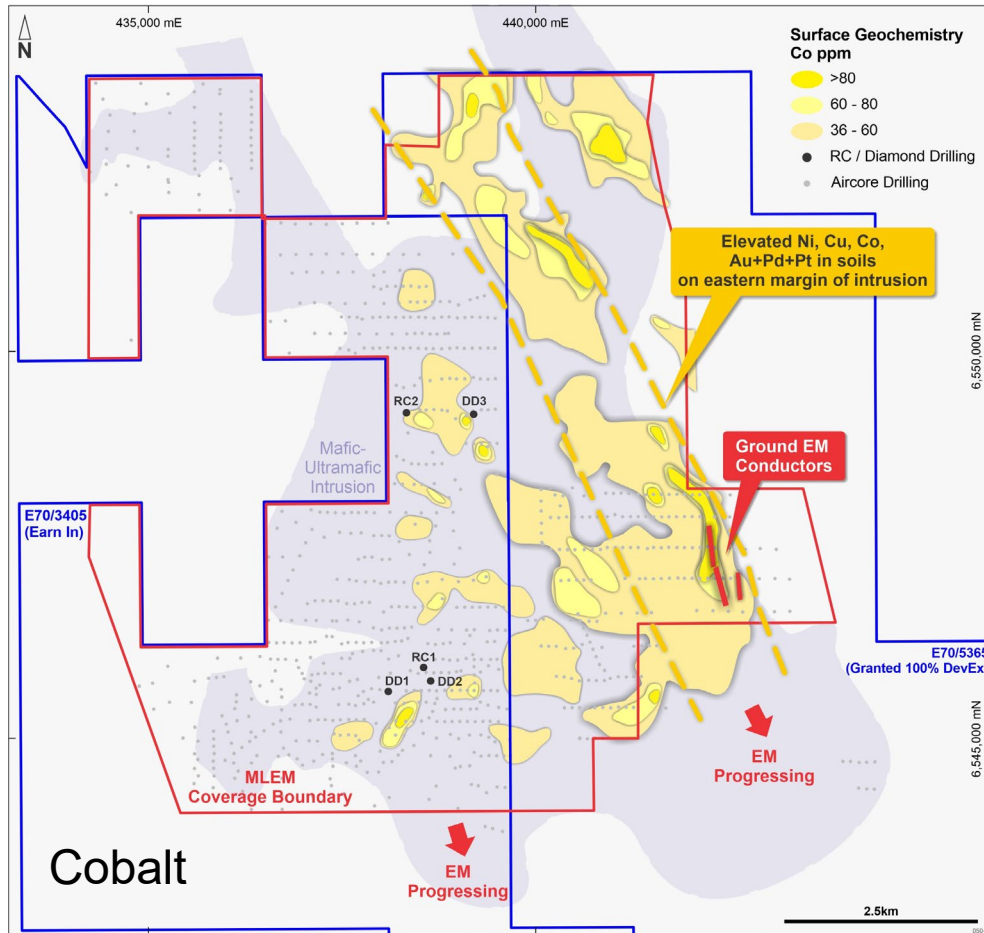 435,000 mE
440,000 mE
N
Surface Geochemistry
Co ppm
>80
60 - 80
36 - 60
RC / Diamond Drilling
Aircore Drilling
Elevated Ni, Cu, Co,
Au+Pd+Pt in soils
on eastern margin of intrusion
6,550,000 mN
RC2
DD3
Mafic-
Ultramafic
Intrusion
Ground EM
Conductors
E70/3405
(Earn In)
RC1
DD1
DD2
E70/5365
(Granted 100% DevEx
6,545,000 mN
MLEM
Coverage Boundary
EM
Progressing
EM
Progressing
Cobalt
2.5km